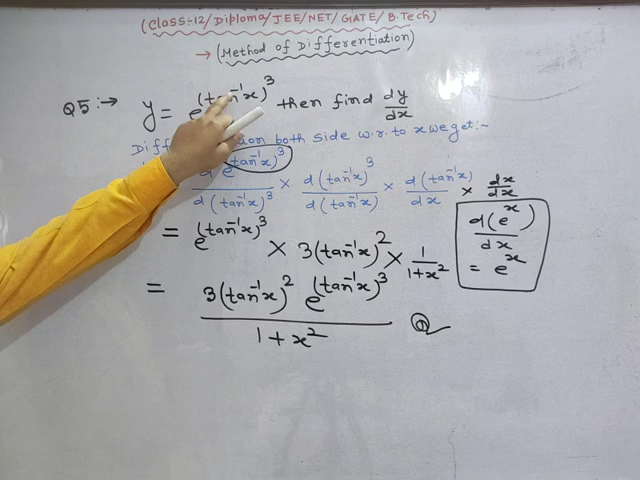 (Class:-12/Diploma/JEE/NET/GATE/B.Tech)
→ (Method of Differentiation)
Q5:→ y = e^(tan⁻¹x)³ then find dy/dx
both side w.r.to x we get:-
d e^(tan⁻¹x)³ / d(tan⁻¹x)³ × d(tan⁻¹x)³ / d(tan⁻¹x) × d(tan⁻¹x) / dx × dx/dx
= e^(tan⁻¹x)³ × 3(tan⁻¹x)² × 1/1+x²
d(e^x)/dx
= e^x
= 3(tan⁻¹x)² e^(tan⁻¹x)³ / 1+x²